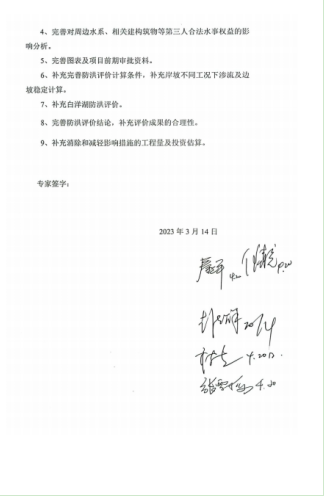 4、完善对周边水系、相关建构筑物等第三人合法水事权益的影
响分析。
5、完善图表及项目前期审批资料。
6、补充完善防洪评价计算条件，补充岸坡不同工况下渗流及边
坡稳定计算。
7、补充白洋湖防洪评价。
8、完善防洪评价结论，补充评价成果的合理性。
9、补充消除和减轻影响措施的工程量及投资估算。
专家签字：
2023 年 3 月 14 日
4.20
4.20